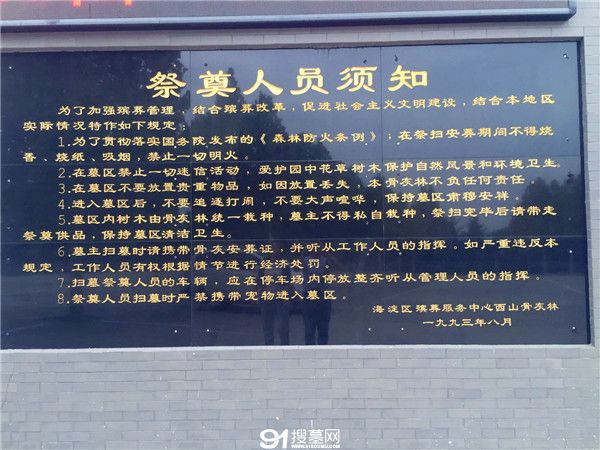 祭奠人员须知
为了加强殡葬管理，结合殡葬改革，促进社会主义文明建设，结合本地区
实际情况特作如下规定：
1.为了贯彻落实国务院发布的《森林防火条例》；在祭扫安葬期间不得烧
香、烧纸、吸烟，禁止一切明火。
2.在墓区禁止一切迷信活动，爱护园中花草树木保护自然风景和环境卫生。
3.在墓区不要放置贵重物品，如因放置丢失，本骨灰林不负任何责任。
4.进入墓区后，不要追逐打闹，不要大声喧哗，保持墓区肃穆安祥。
5.墓区内树木由骨灰林统一栽种，墓主不得私自栽种，祭扫完毕后请带走
祭奠供品，保持墓区清洁卫生。
6.墓主扫墓时请携带骨灰安葬证，并听从工作人员的指挥。如严重违反本
规定，工作人员有权根据情节进行经济处罚。
7.扫墓祭奠人员的车辆，应在停车场内停放整齐听从管理人员的指挥。
8.祭奠人员扫墓时严禁携带宠物进入墓区。
海淀区殡葬服务中心西山骨灰林
一九九三年八月
91搜墓网
WWW.91SOUMU.COM